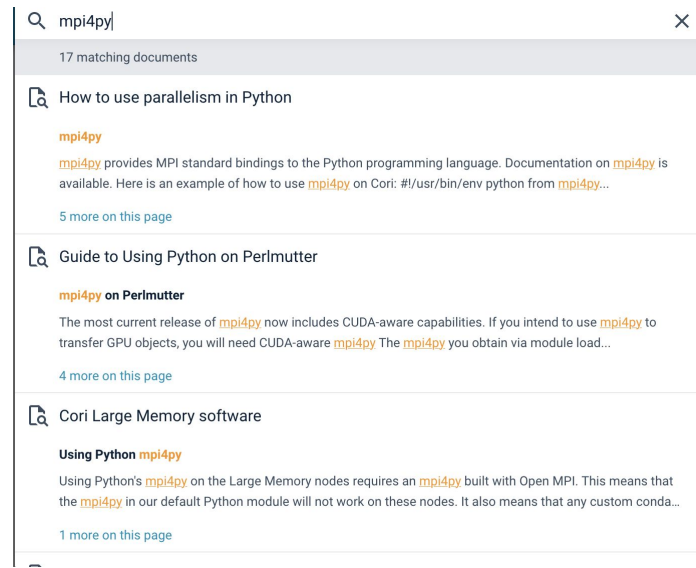 mpi4py
17 matching documents
How to use parallelism in Python
mpi4py
mpi4py provides MPI standard bindings to the Python programming language. Documentation on mpi4py is
available. Here is an example of how to use mpi4py on Cori: #!/usr/bin/env python from mpi4py...
5 more on this page
Guide to Using Python on Perlmutter
mpi4py on Perlmutter
The most current release of mpi4py now includes CUDA-aware capabilities. If you intend to use mpi4py to
transfer GPU objects, you will need CUDA-aware mpi4py The mpi4py you obtain via module load...
4 more on this page
Cori Large Memory software
Using Python mpi4py
Using Python's mpi4py on the Large Memory nodes requires an mpi4py built with Open MPI. This means that
the mpi4py in our default Python module will not work on these nodes. It also means that any custom conda...
1 more on this page